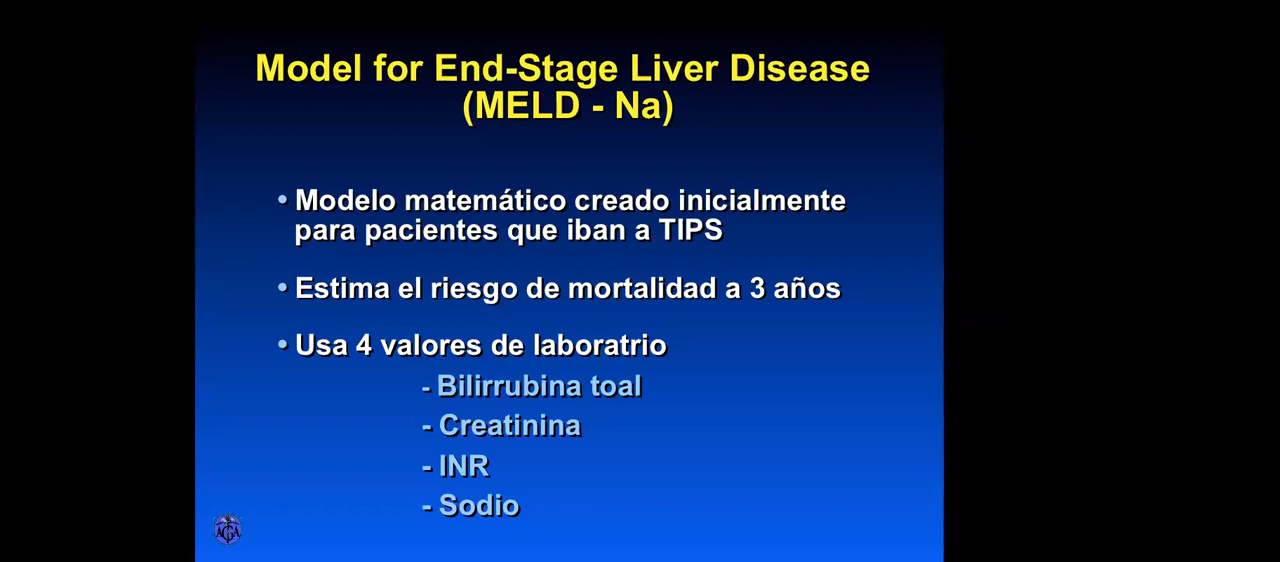 Model for End-Stage Liver Disease
(MELD - Na)
• Modelo matemático creado inicialmente
para pacientes que iban a TIPS
• Estima el riesgo de mortalidad a 3 años
• Usa 4 valores de laboratrio
- Bilirrubina toal
- Creatinina
- INR
- Sodio